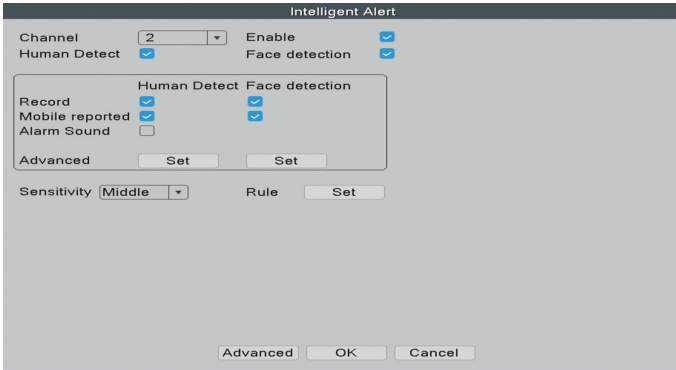 Intelligent Alert
Channel 2 Enable
Human Detect Face detection
Human Detect Face detection
Record
Mobile reported
Alarm Sound
Advanced Set Set
Sensitivity Middle Rule Set
Advanced OK Cancel